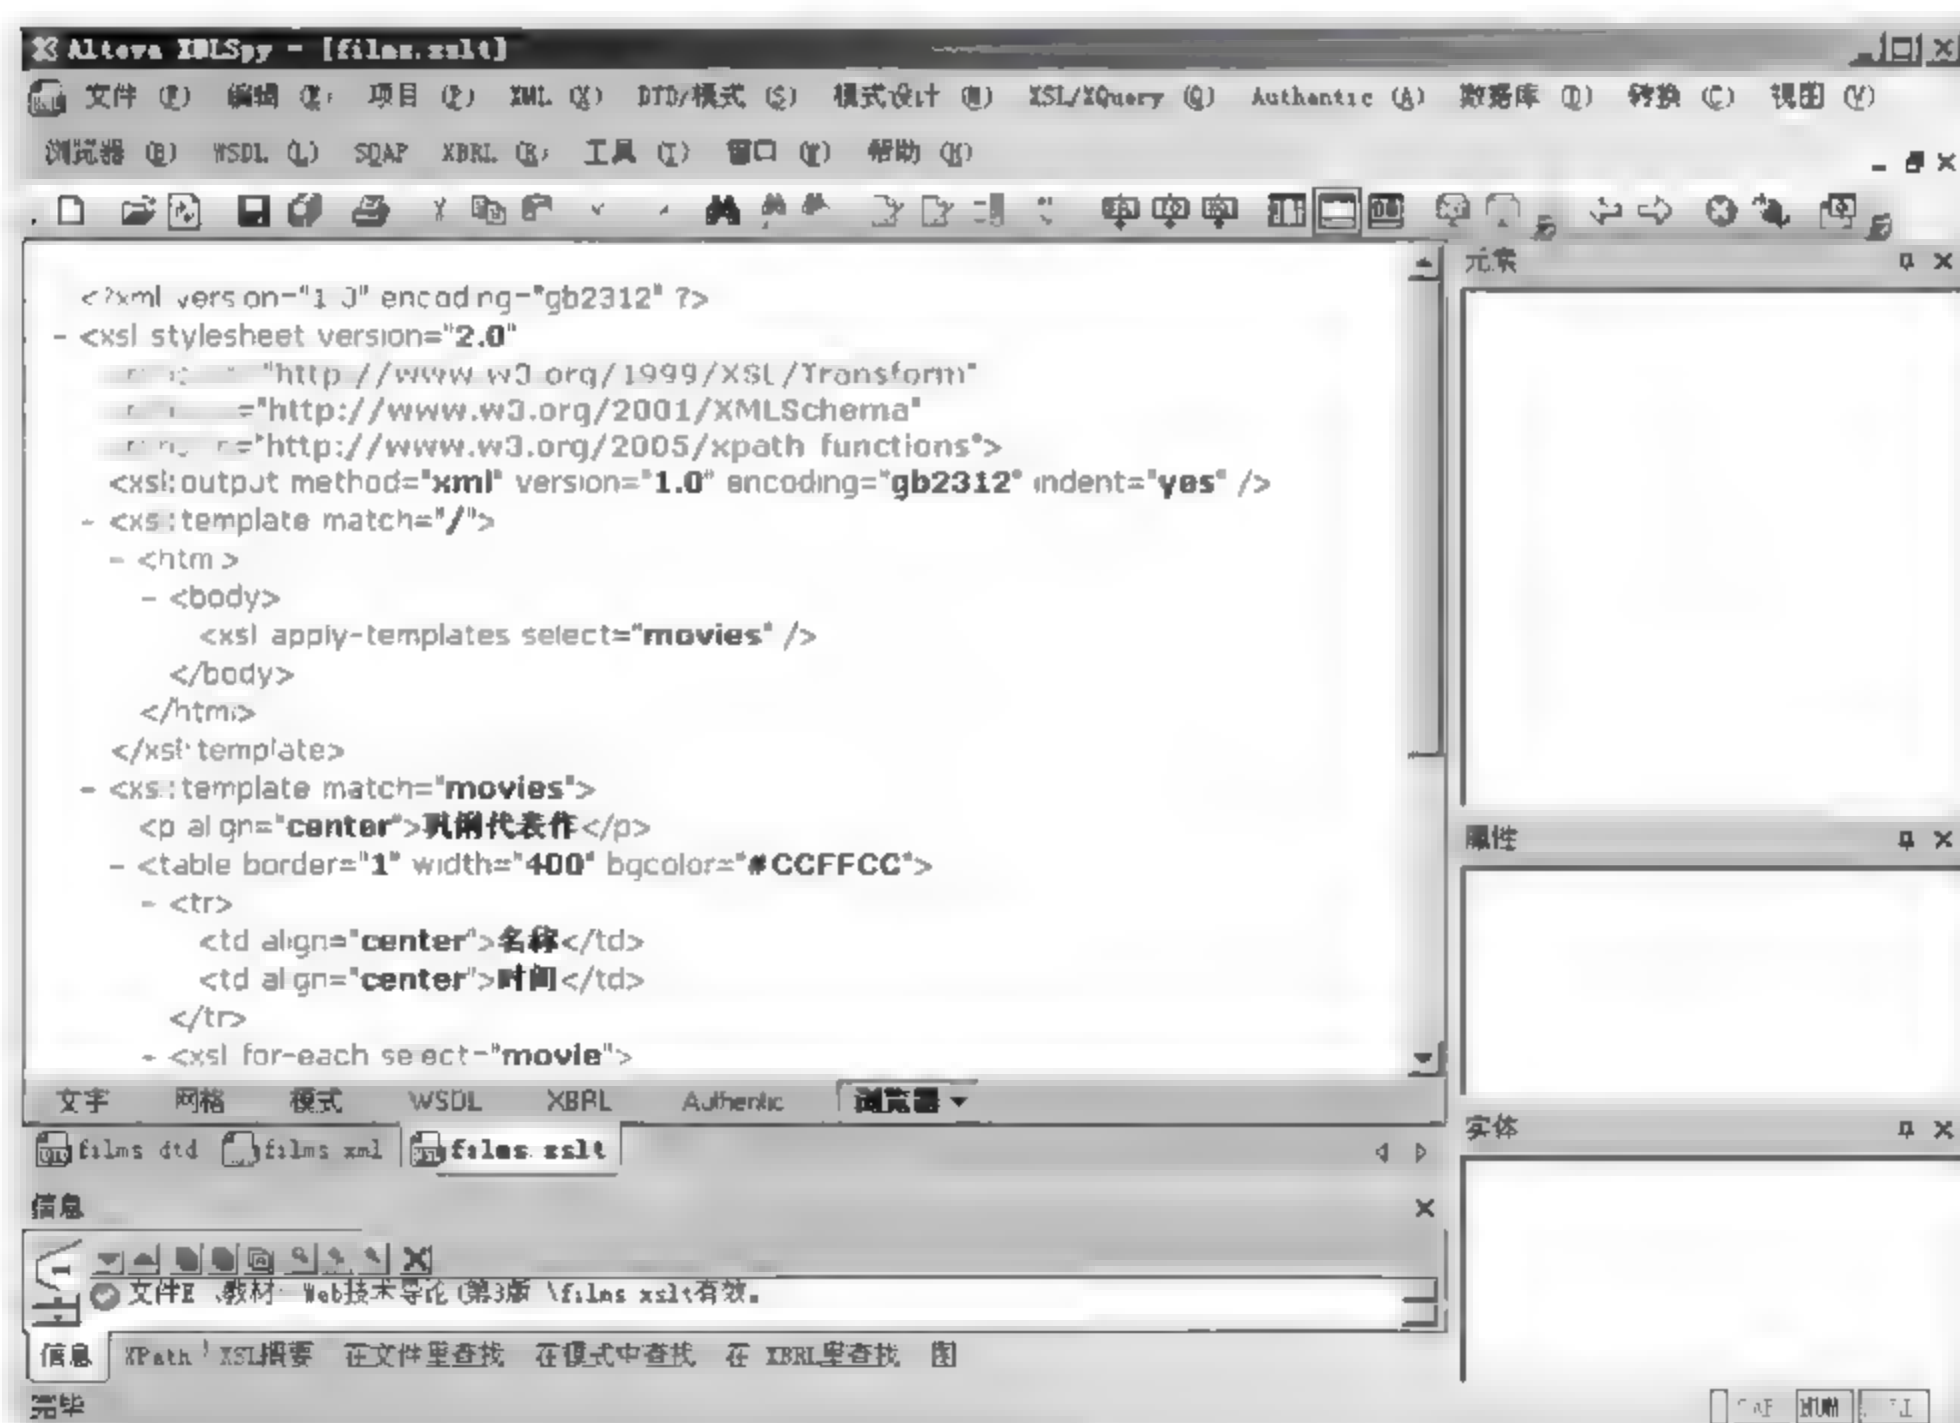 Altova XMLSpy - [films.xslt]
文件 (F) 编辑 (E) 项目 (P) XML (X) DTD/模式 (S) 模式设计 (M) XSL/XQuery (Q) Authentic (A) 数据库 (D) 转换 (C) 视图 (V)
浏览器 (B) WSDL (L) SOAP XBRL (R) 工具 (T) 窗口 (W) 帮助 (H)
元素
<?xml version="1.0" encoding="gb2312" ?>
- <xsl:stylesheet version="2.0"
"http://www.w3.org/1999/XSL/Transform"
="http://www.w3.org/2001/XMLSchema"
="http://www.w3.org/2005/xpath-functions">
<xsl:output method="xml" version="1.0" encoding="gb2312" indent="yes" />
- <xsl:template match="/">
- <html>
- <body>
<xsl:apply-templates select="movies" />
</body>
</html>
</xsl:template>
- <xsl:template match="movies">
<p align="center">代表作</p>
属性
- <table border="1" width="400" bgcolor="#CCFFCC">
- <tr>
<td align="center">名称</td>
<td align="center">时间</td>
</tr>
- <xsl:for-each select="movie">
文字 网格 模式 WSDL XBRL Authentic 浏览器
实体
films.dtd films.xml films.xslt
信息
1
文件E:\教材 Web技术导论(第3版)\films.xslt有效。
信息 XPath XSL摘要 在文件里查找 在模式中查找 在 XBRL里查找 图
完毕
CAP NUM